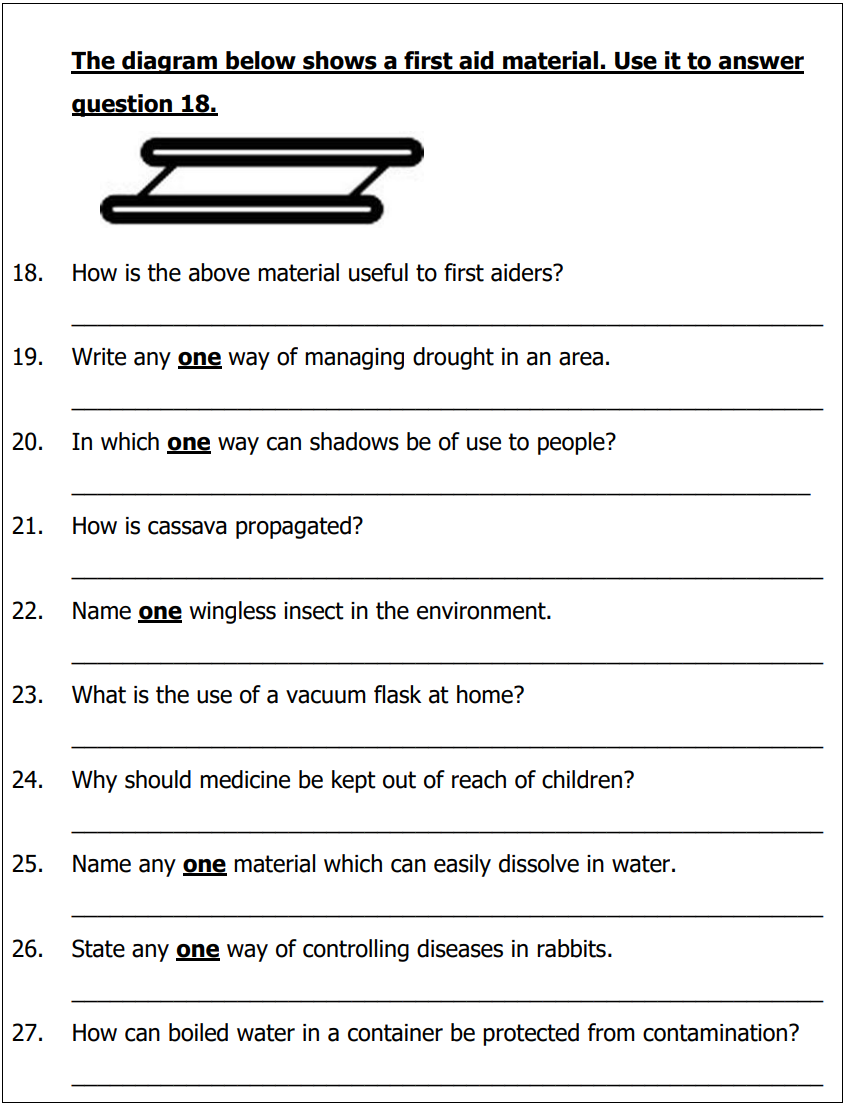 The diagram below shows a first aid material. Use it to answer
question 18.
18. How is the above material useful to first aiders?
19. Write any one way of managing drought in an area.
20. In which one way can shadows be of use to people?
21. How is cassava propagated?
22. Name one wingless insect in the environment.
23. What is the use of a vacuum flask at home?
24. Why should medicine be kept out of reach of children?
25. Name any one material which can easily dissolve in water.
26. State any one way of controlling diseases in rabbits.
27. How can boiled water in a container be protected from contamination?